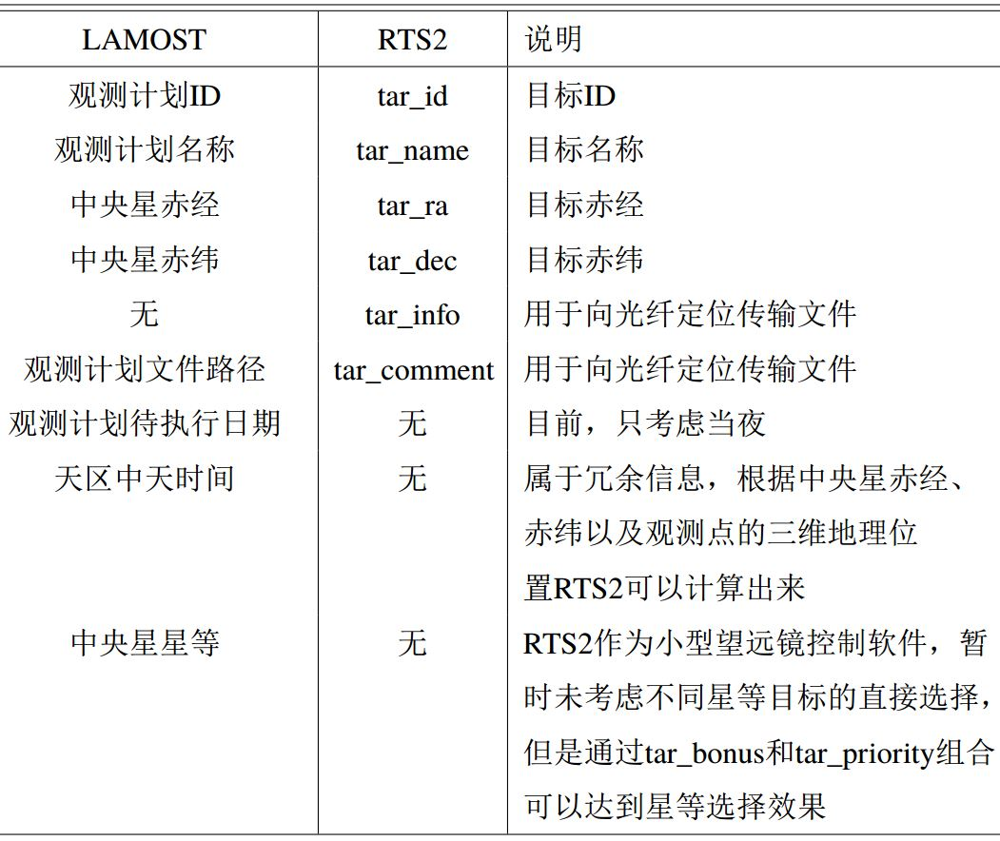 LAMOST RTS2 说明
观测计划ID tar_id 目标ID
观测计划名称 tar_name 目标名称
中央星赤经 tar_ra 目标赤经
中央星赤纬 tar_dec 目标赤纬
无 tar_info 用于向光纤定位传输文件
观测计划文件路径 tar_comment 用于向光纤定位传输文件
观测计划待执行日期 无 目前，只考虑当夜
天区中天时间 无 属于冗余信息，根据中央星赤经、
赤纬以及观测点的三维地理位
置RTS2可以计算出来
中央星星等 无 RTS2作为小型望远镜控制软件，暂
时未考虑不同星等目标的直接选择，
但是通过tar_bonus和tar_priority组合
可以达到星等选择效果